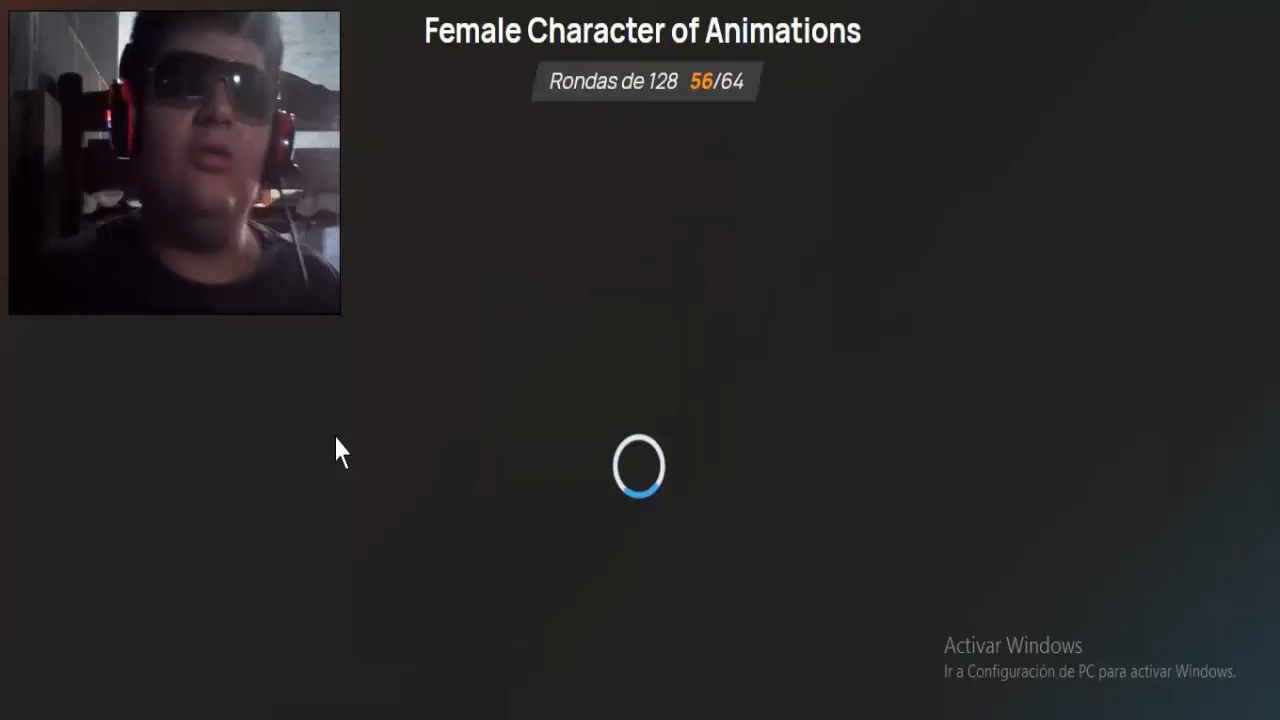 Female Character of Animations
Rondas de 128 56/64
Activar Windows
Ir a Configuración de PC para activar Windows.